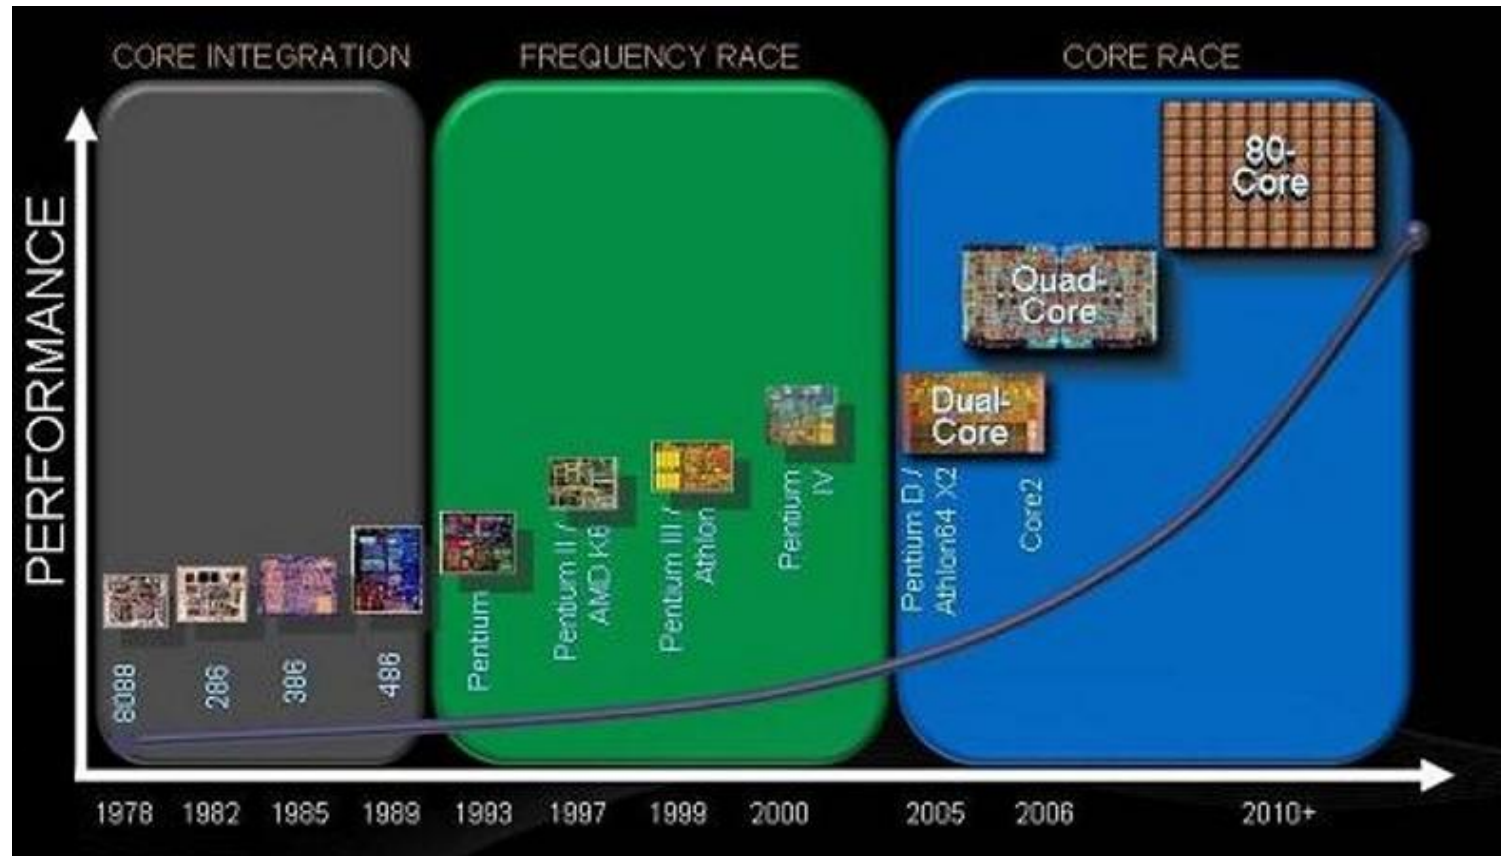 CORE INTEGRATION
FREQUENCY RACE
CORE RACE
PERFORMANCE
80-
Core
Quad-
Core
Dual-
Core
8088
286
386
486
Pentium
Pentium II /
AMD K6
Pentium III /
Athlon
Pentium
IV
Pentium D /
Athlon64 X2
Core2
1978
1982
1985
1989
1993
1997
1999
2000
2005
2006
2010+